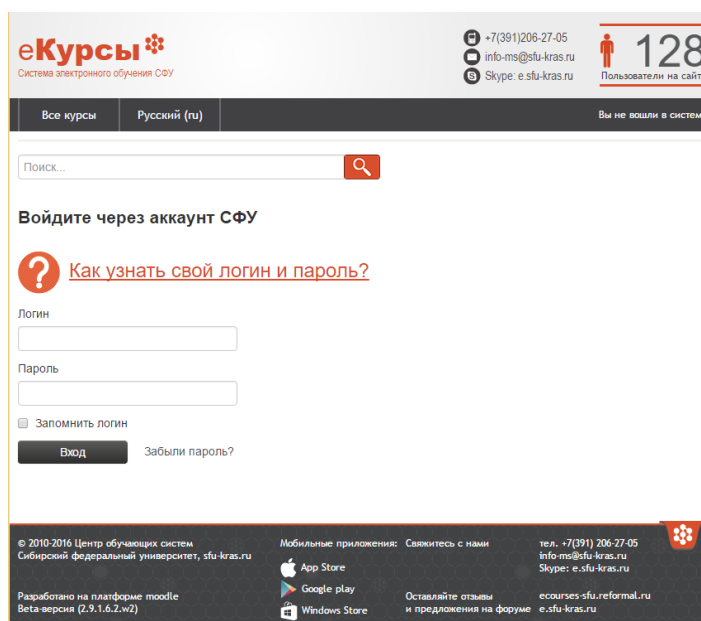 еКурсы
Система электронного обучения СФУ
+7(391)206-27-05
info-ms@sfu-kras.ru
Skype: e.sfu-kras.ru
128
Пользователи на сайт
Все курсы
Русский (ru)
Вы не вошли в систем
Поиск...
Войдите через аккаунт СФУ
? Как узнать свой логин и пароль?
Логин
Пароль
Запомнить логин
Вход
Забыли пароль?
© 2010-2016 Центр обучающих систем
Сибирский федеральный университет, sfu-kras.ru
Разработано на платформе moodle
Beta-версия (2.9.1.6.2.w2)
Мобильные приложения:
App Store
Google play
Windows Store
Свяжитесь с нами
Оставляйте отзывы
и предложения на форуме
тел. +7(391) 206-27-05
info-ms@sfu-kras.ru
Skype: e.sfu-kras.ru
ecourses-sfu.reformal.ru
e.sfu-kras.ru